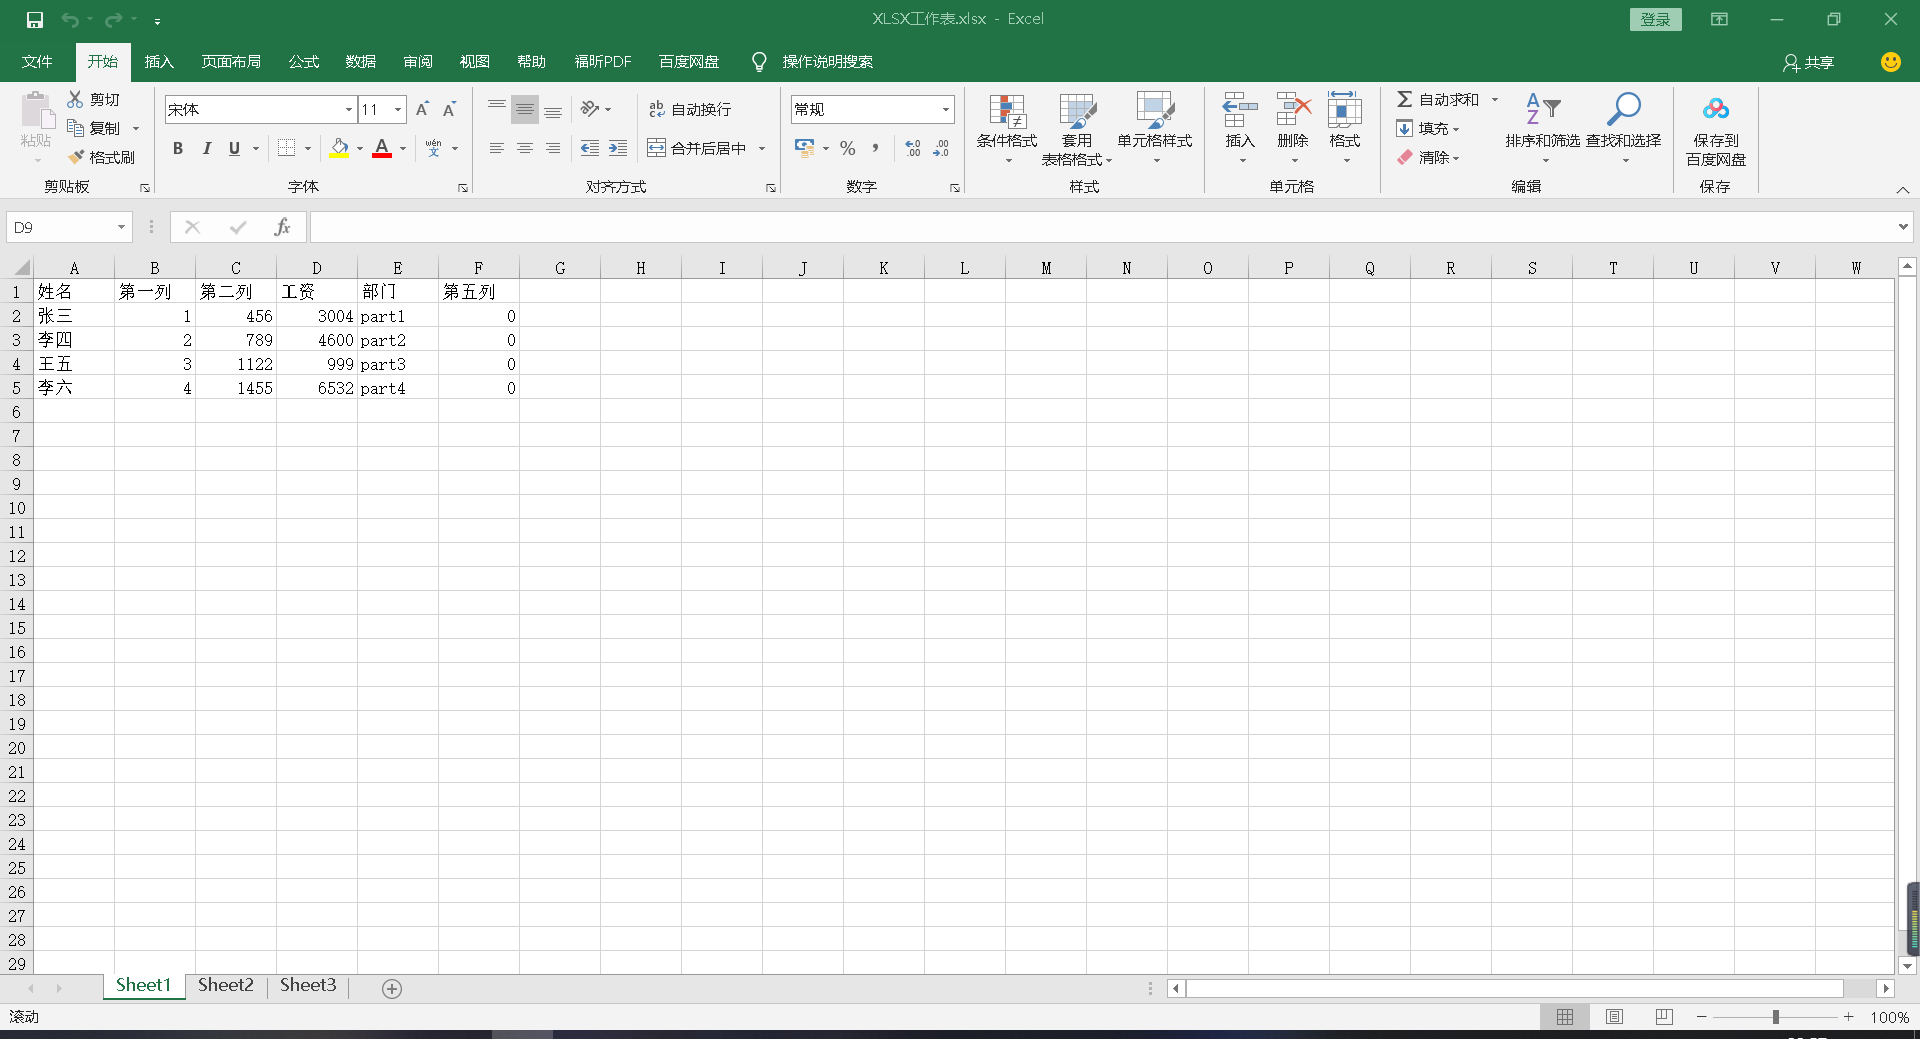 XLSX工作表.xlsx - Excel
登录
文件 开始 插入 页面布局 公式 数据 审阅 视图 帮助 福昕PDF 百度网盘 操作说明搜索 共享
粘贴
剪切
复制
格式刷
剪贴板
宋体 11 A A
B I U A wén 文
字体
ab 自动换行
合并后居中
对齐方式
常规
% , .00 .00
数字
条件格式
套用
表格格式
单元格样式
样式
插入 删除 格式
单元格
Σ 自动求和
填充
清除
排序和筛选 查找和选择
编辑
保存到
百度网盘
保存
D9 fx
A B C D E F G H I J K L M N O P Q R S T U V W
1 姓名 第一列 第二列 工资 部门 第五列
2 张三 1 456 3004 part1 0
3 李四 2 789 4600 part2 0
4 王五 3 1122 999 part3 0
5 李六 4 1455 6532 part4 0
6
7
8
9
10
11
12
13
14
15
16
17
18
19
20
21
22
23
24
25
26
27
28
29
Sheet1 Sheet2 Sheet3
滚动 100%